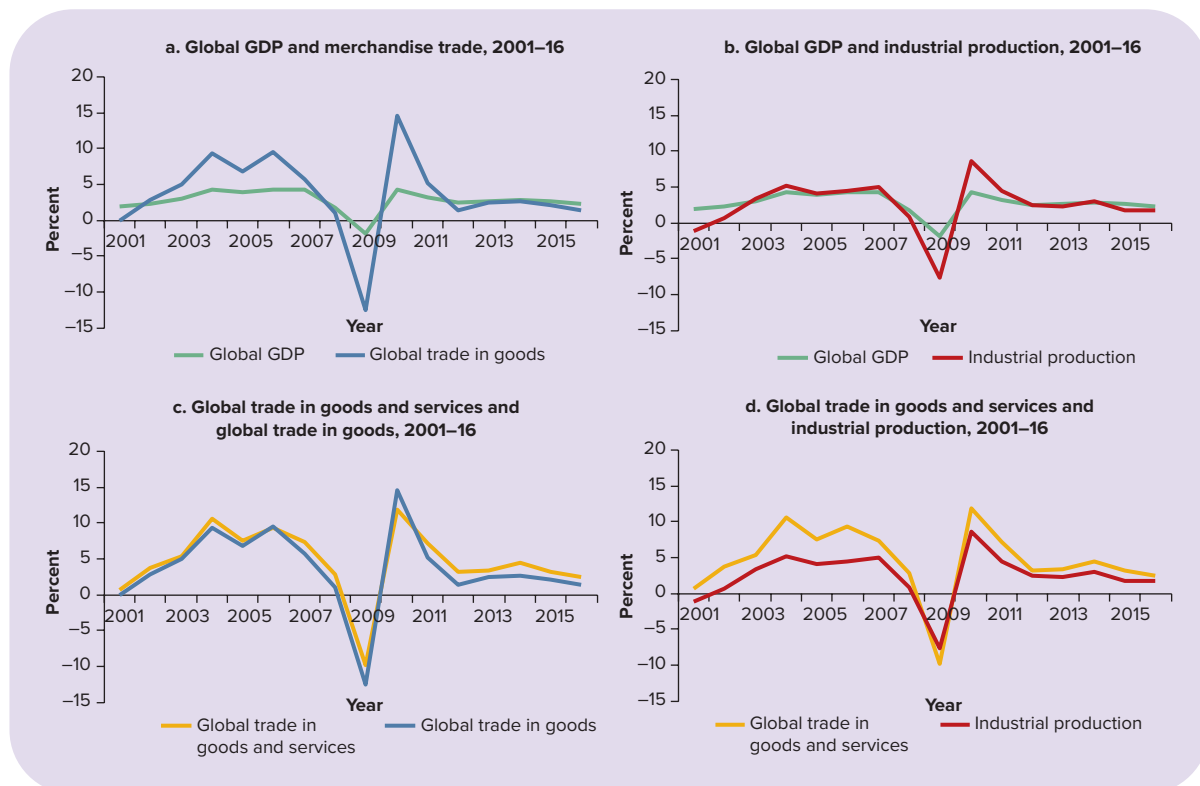 a. Global GDP and merchandise trade, 2001–16
20
15
10
5
0
–5
–10
–15
Percent
2001 2003 2005 2007 2009 2011 2013 2015
Year
Global GDP Global trade in goods
b. Global GDP and industrial production, 2001–16
20
15
10
5
0
–5
–10
–15
Percent
2001 2003 2005 2007 2009 2011 2013 2015
Year
Global GDP Industrial production
c. Global trade in goods and services and
global trade in goods, 2001–16
20
15
10
5
0
–5
–10
–15
Percent
2001 2003 2005 2007 2009 2011 2013 2015
Year
Global trade in
goods and services
Global trade in goods
d. Global trade in goods and services and
industrial production, 2001–16
20
15
10
5
0
–5
–10
–15
Percent
2001 2003 2005 2007 2009 2011 2013 2015
Year
Global trade in
goods and services
Industrial production